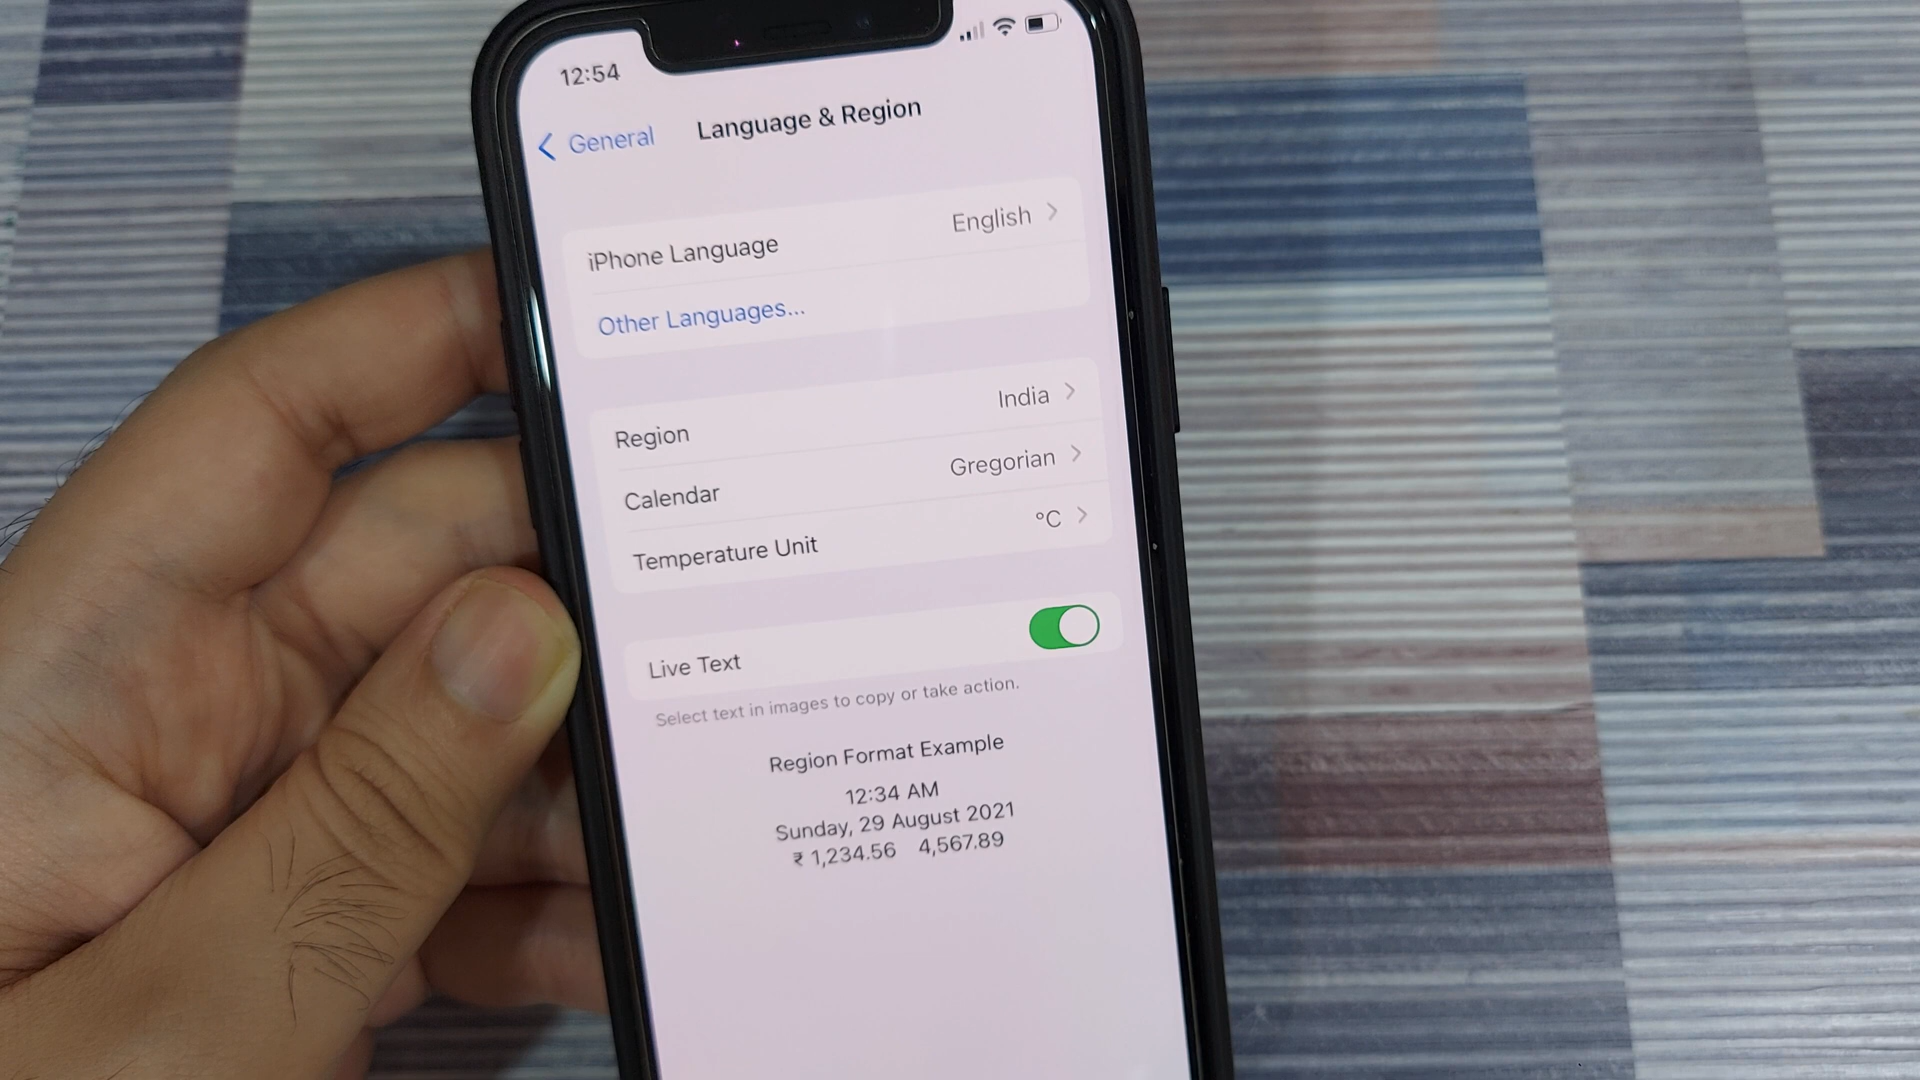 12:54
General
Language & Region
iPhone Language English
Other Languages...
Region India
Calendar Gregorian
Temperature Unit °C
Live Text
Select text in images to copy or take action.
Region Format Example
12:34 AM
Sunday, 29 August 2021
₹ 1,234.56 4,567.89